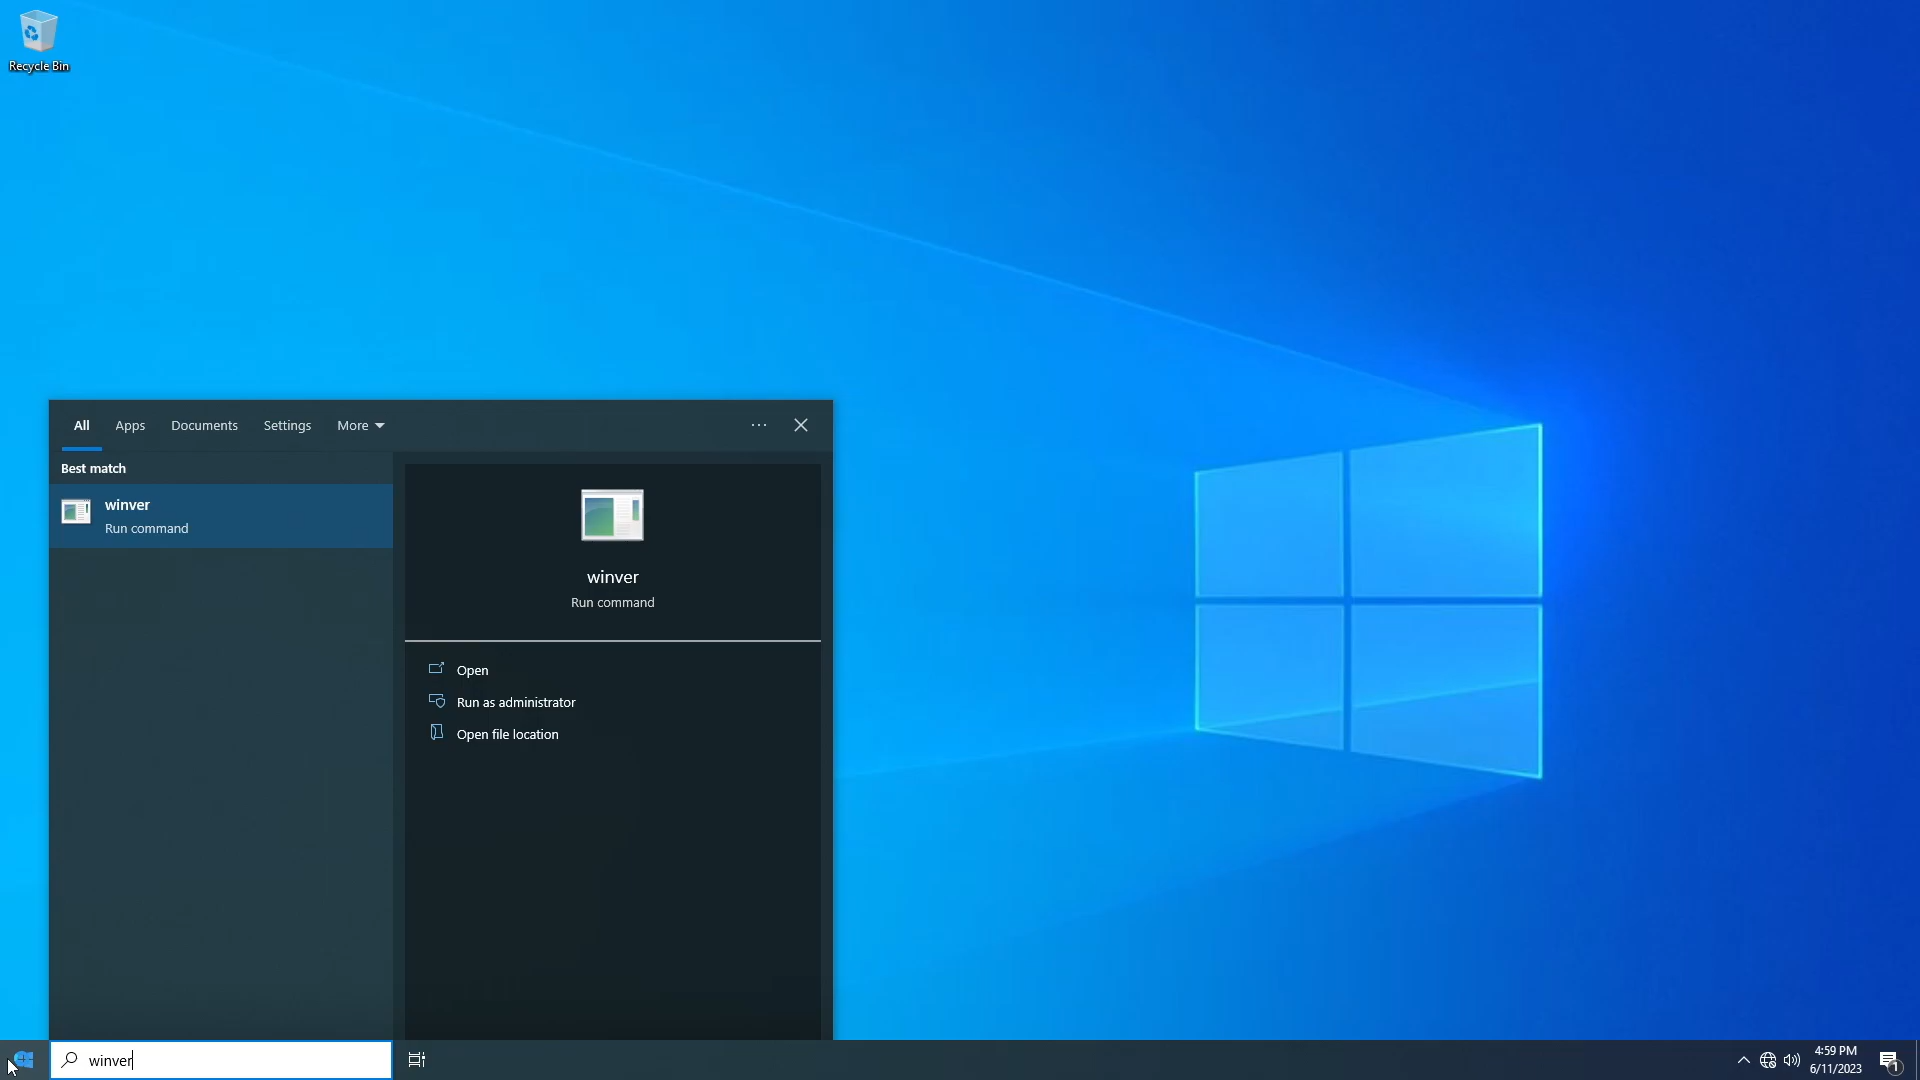 Recycle Bin
All Apps Documents Settings More ...
Best match
winver
Run command
winver
Run command
Open
Run as administrator
Open file location
winver
4:59 PM
6/11/2023
1